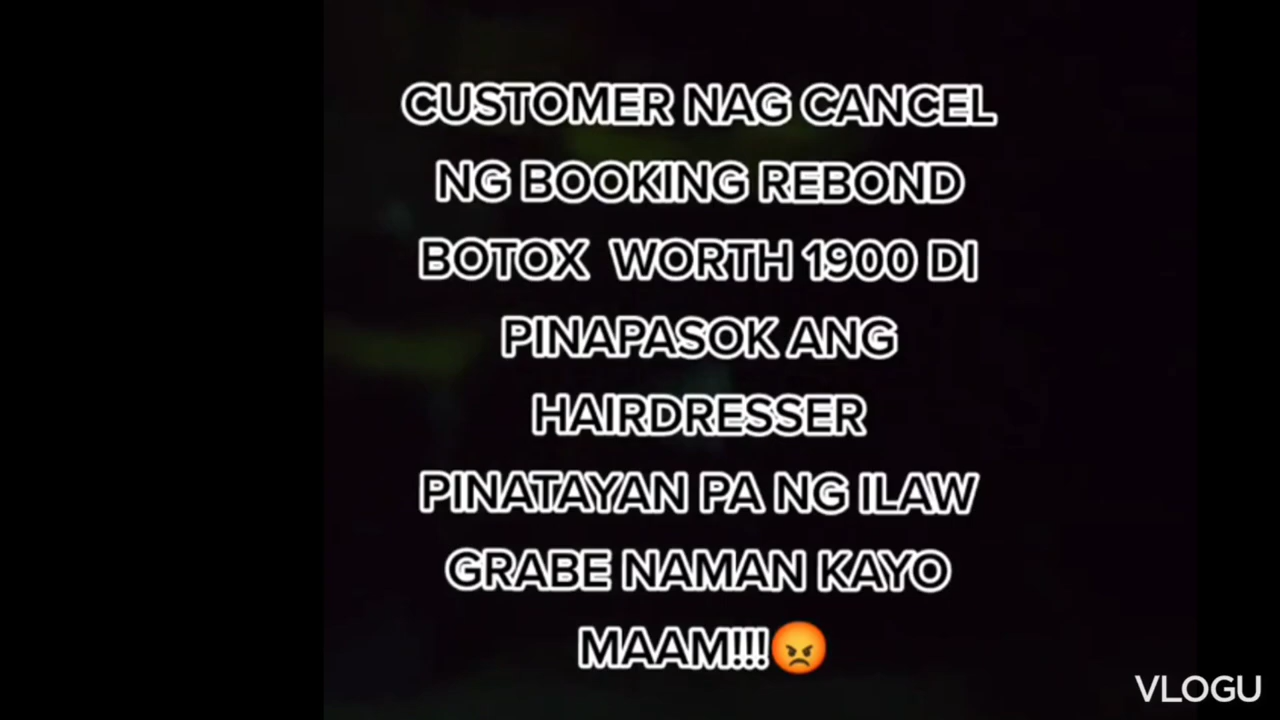 CUSTOMER NAG CANCEL
NG BOOKING REBOND
BOTOX WORTH 1900 DI
PINAPASOK ANG
HAIRDRESSER
PINATAYAN PA NG ILAW
GRABE NAMAN KAYO
MAAM!!!😡
VLOGU